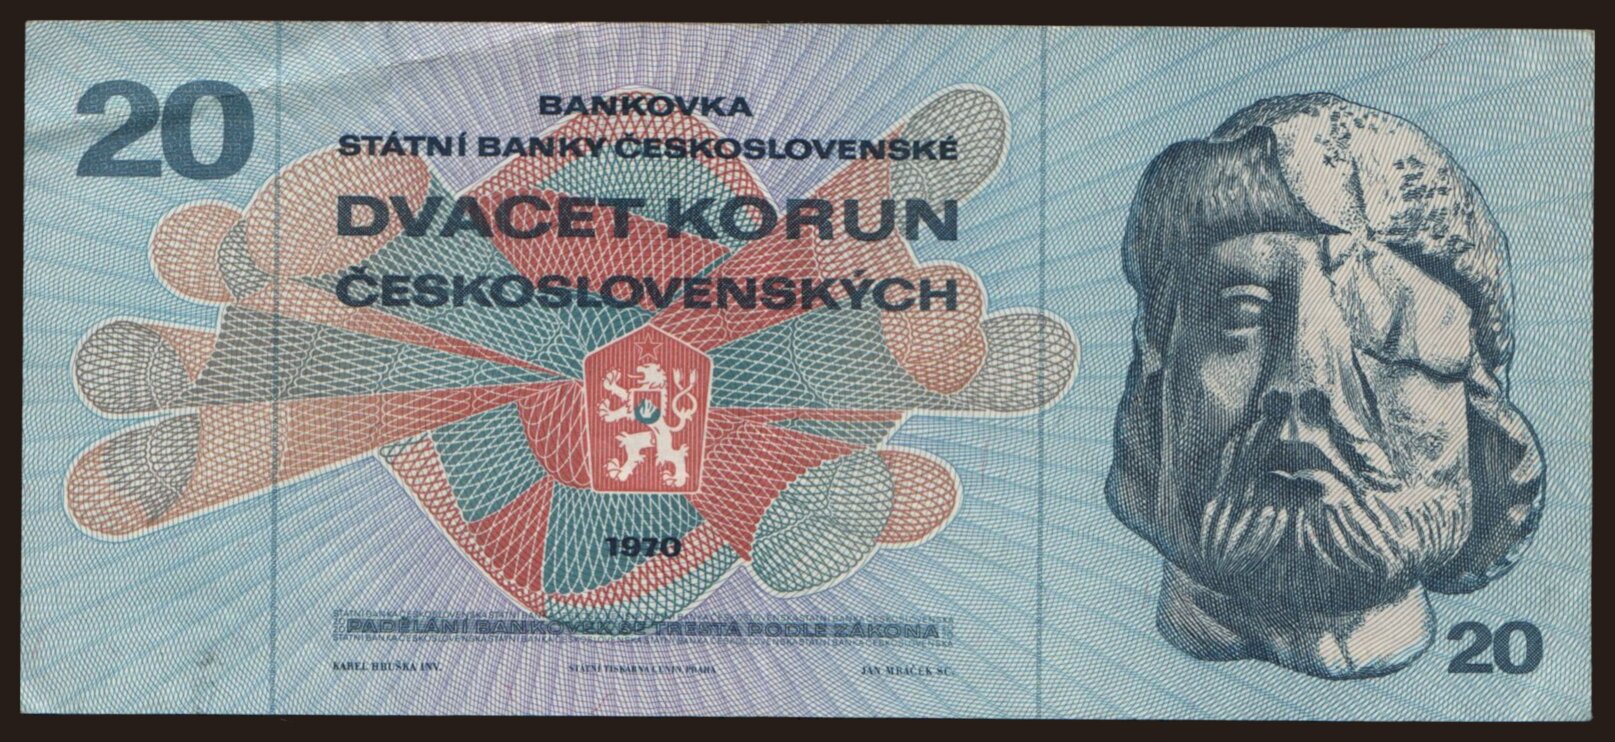 20
BANKOVKA
STÁTNÍ BANKY ČESKOSLOVENSKÉ
DVACET KORUN
ČESKOSLOVENSKÝCH
1970
PADĚLÁNÍ BANKOVEK SE TRESTÁ PODLE ZÁKONA
KAREL HRUŠKA INV.
STÁTNÍ TISKÁRNA CENIN, PRAHA
JAN MRÁČEK SC.
20